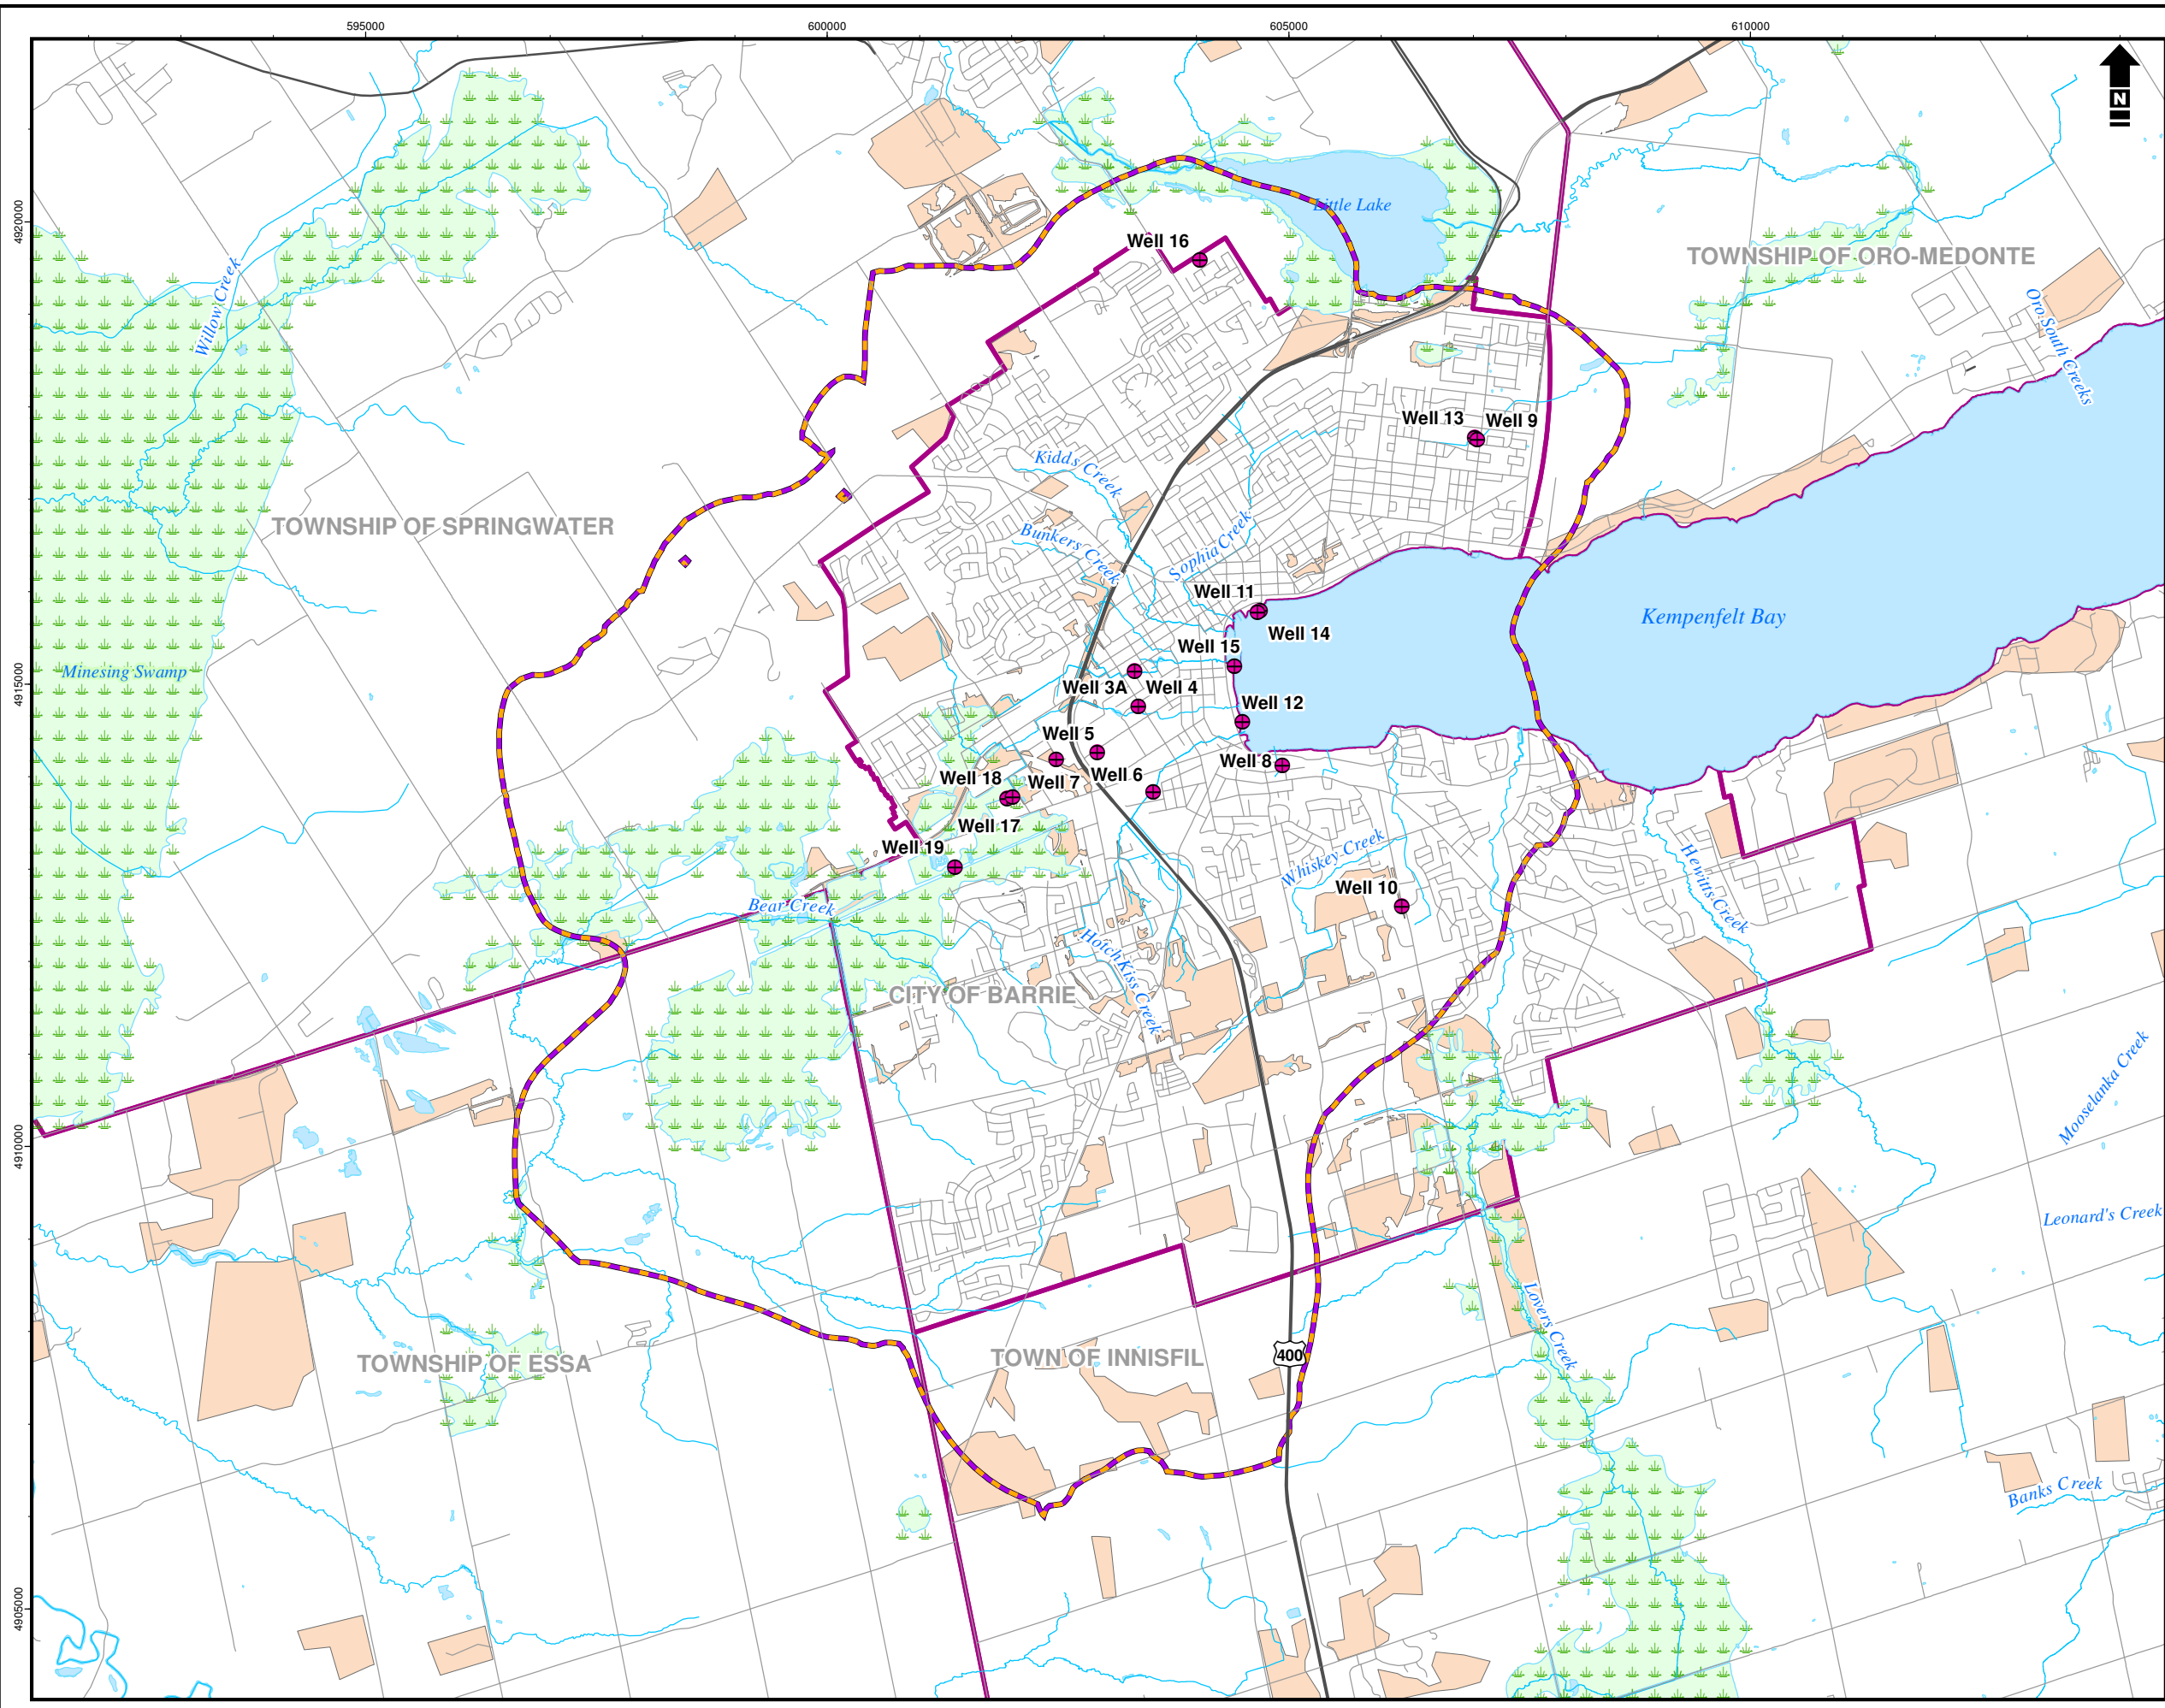 595000
600000
605000
610000
N
4920000
4915000
4910000
4905000
Little Lake
Well 16
TOWNSHIP OF ORO-MEDONTE
Willow Creek
Oro South Creeks
Well 13
Well 9
Kidds Creek
TOWNSHIP OF SPRINGWATER
Bunkers Creek
Sophia Creek
Well 11
Kempenfelt Bay
Well 14
Well 15
Minesing Swamp
Well 3A
Well 4
Well 12
Well 5
Well 8
Well 18
Well 7
Well 6
Well 17
Well 19
Whiskey Creek
Well 10
Hewitts Creek
Bear Creek
Hotchkiss Creek
CITY OF BARRIE
Mooselanka Creek
Leonard's Creek
Lovers Creek
400
TOWN OF INNISFIL
TOWNSHIP OF ESSA
Banks Creek